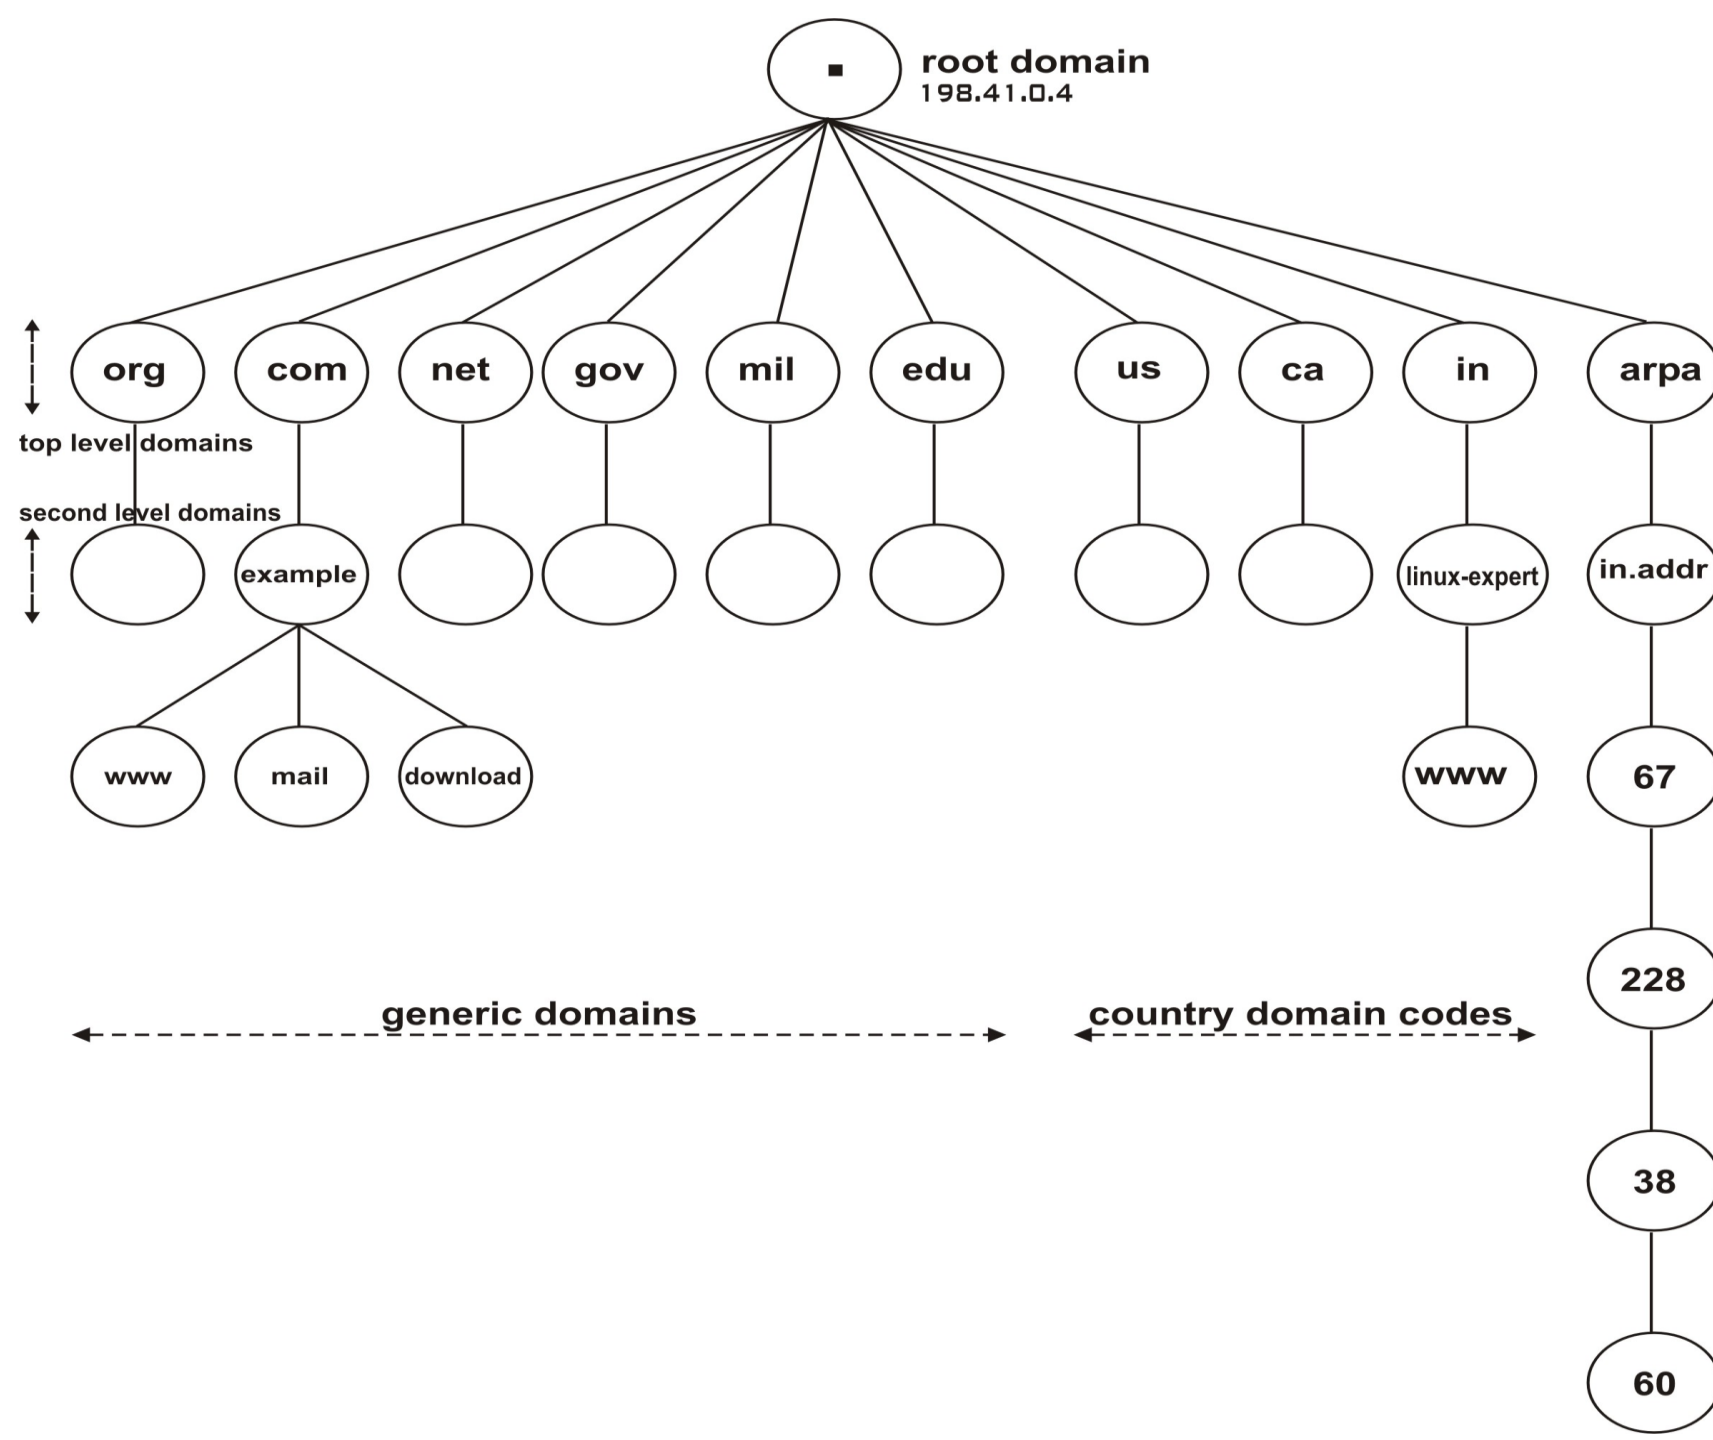 .
root domain
198.41.0.4
org com net gov mil edu us ca in arpa
top level domains
second level domains
example linux-expert in.addr
www mail download www 67
228
generic domains country domain codes
38
60